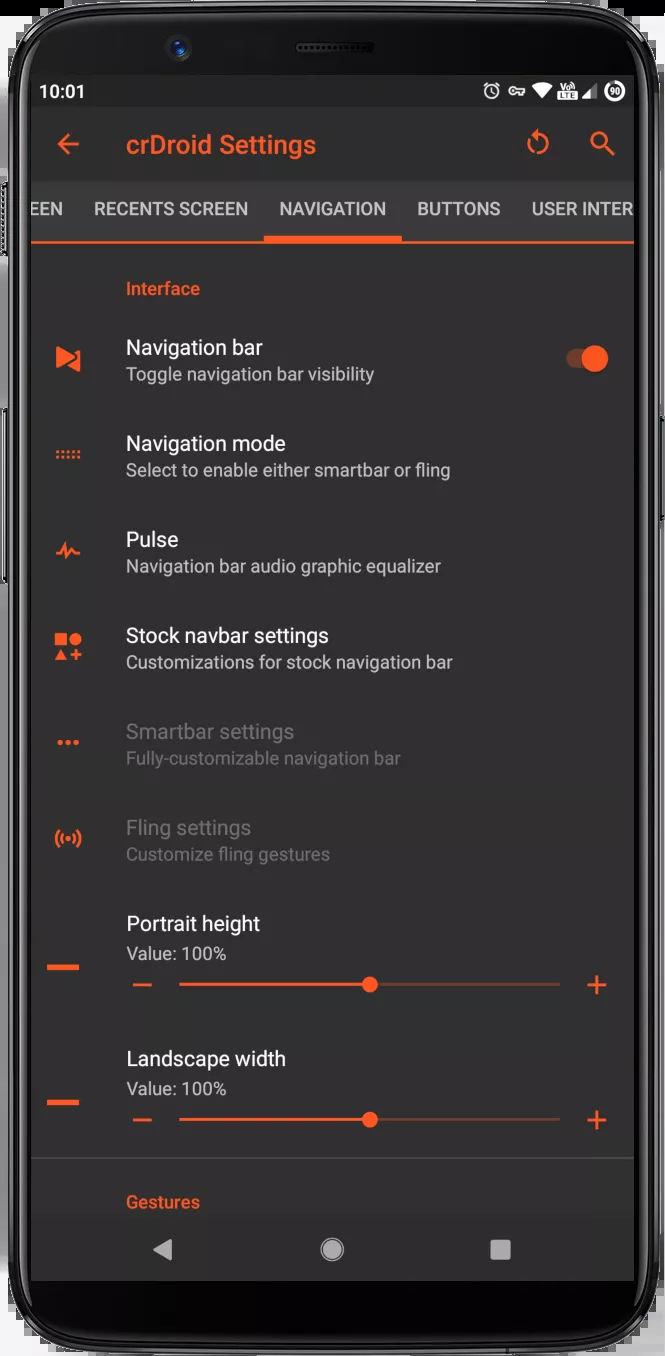 10:01
Vo)
LTE
90
crDroid Settings
EEN RECENTS SCREEN NAVIGATION BUTTONS USER INTER
Interface
Navigation bar
Toggle navigation bar visibility
Navigation mode
Select to enable either smartbar or fling
Pulse
Navigation bar audio graphic equalizer
Stock navbar settings
Customizations for stock navigation bar
Smartbar settings
Fully-customizable navigation bar
Fling settings
Customize fling gestures
Portrait height
Value: 100%
Landscape width
Value: 100%
Gestures